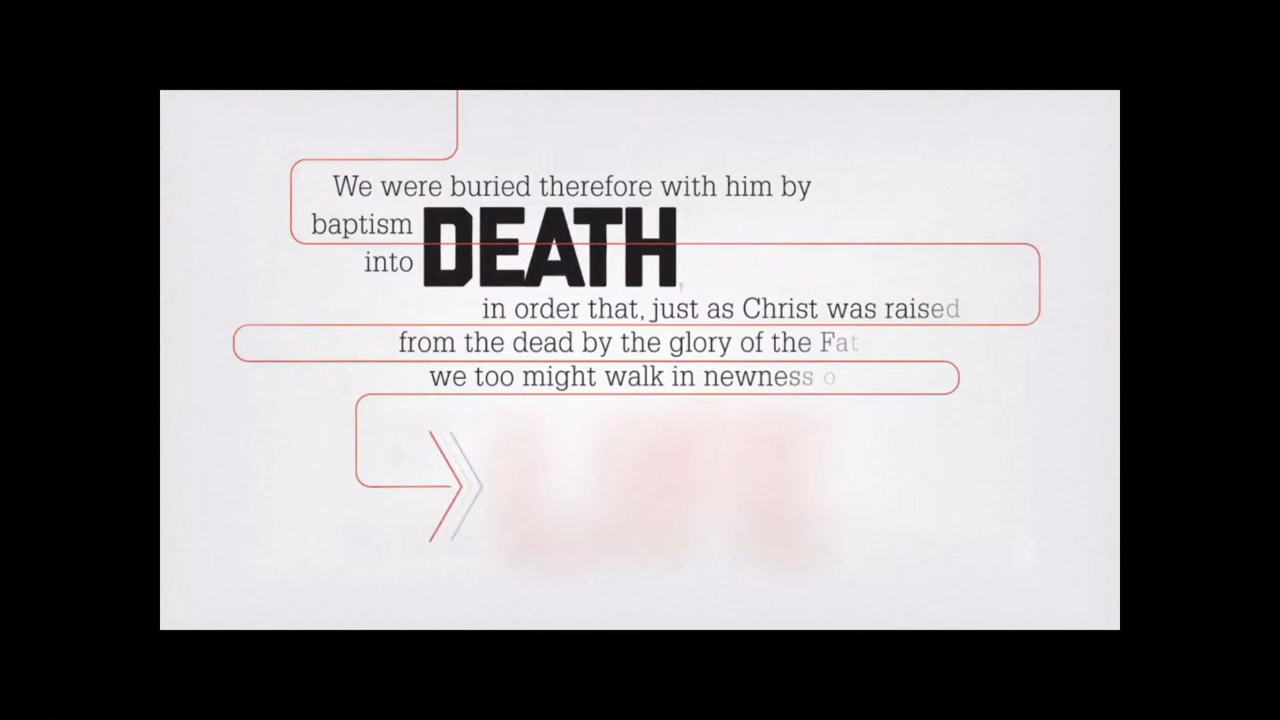 We were buried therefore with him by
baptism
into DEATH,
in order that, just as Christ was raised
from the dead by the glory of the Fat
we too might walk in newness o